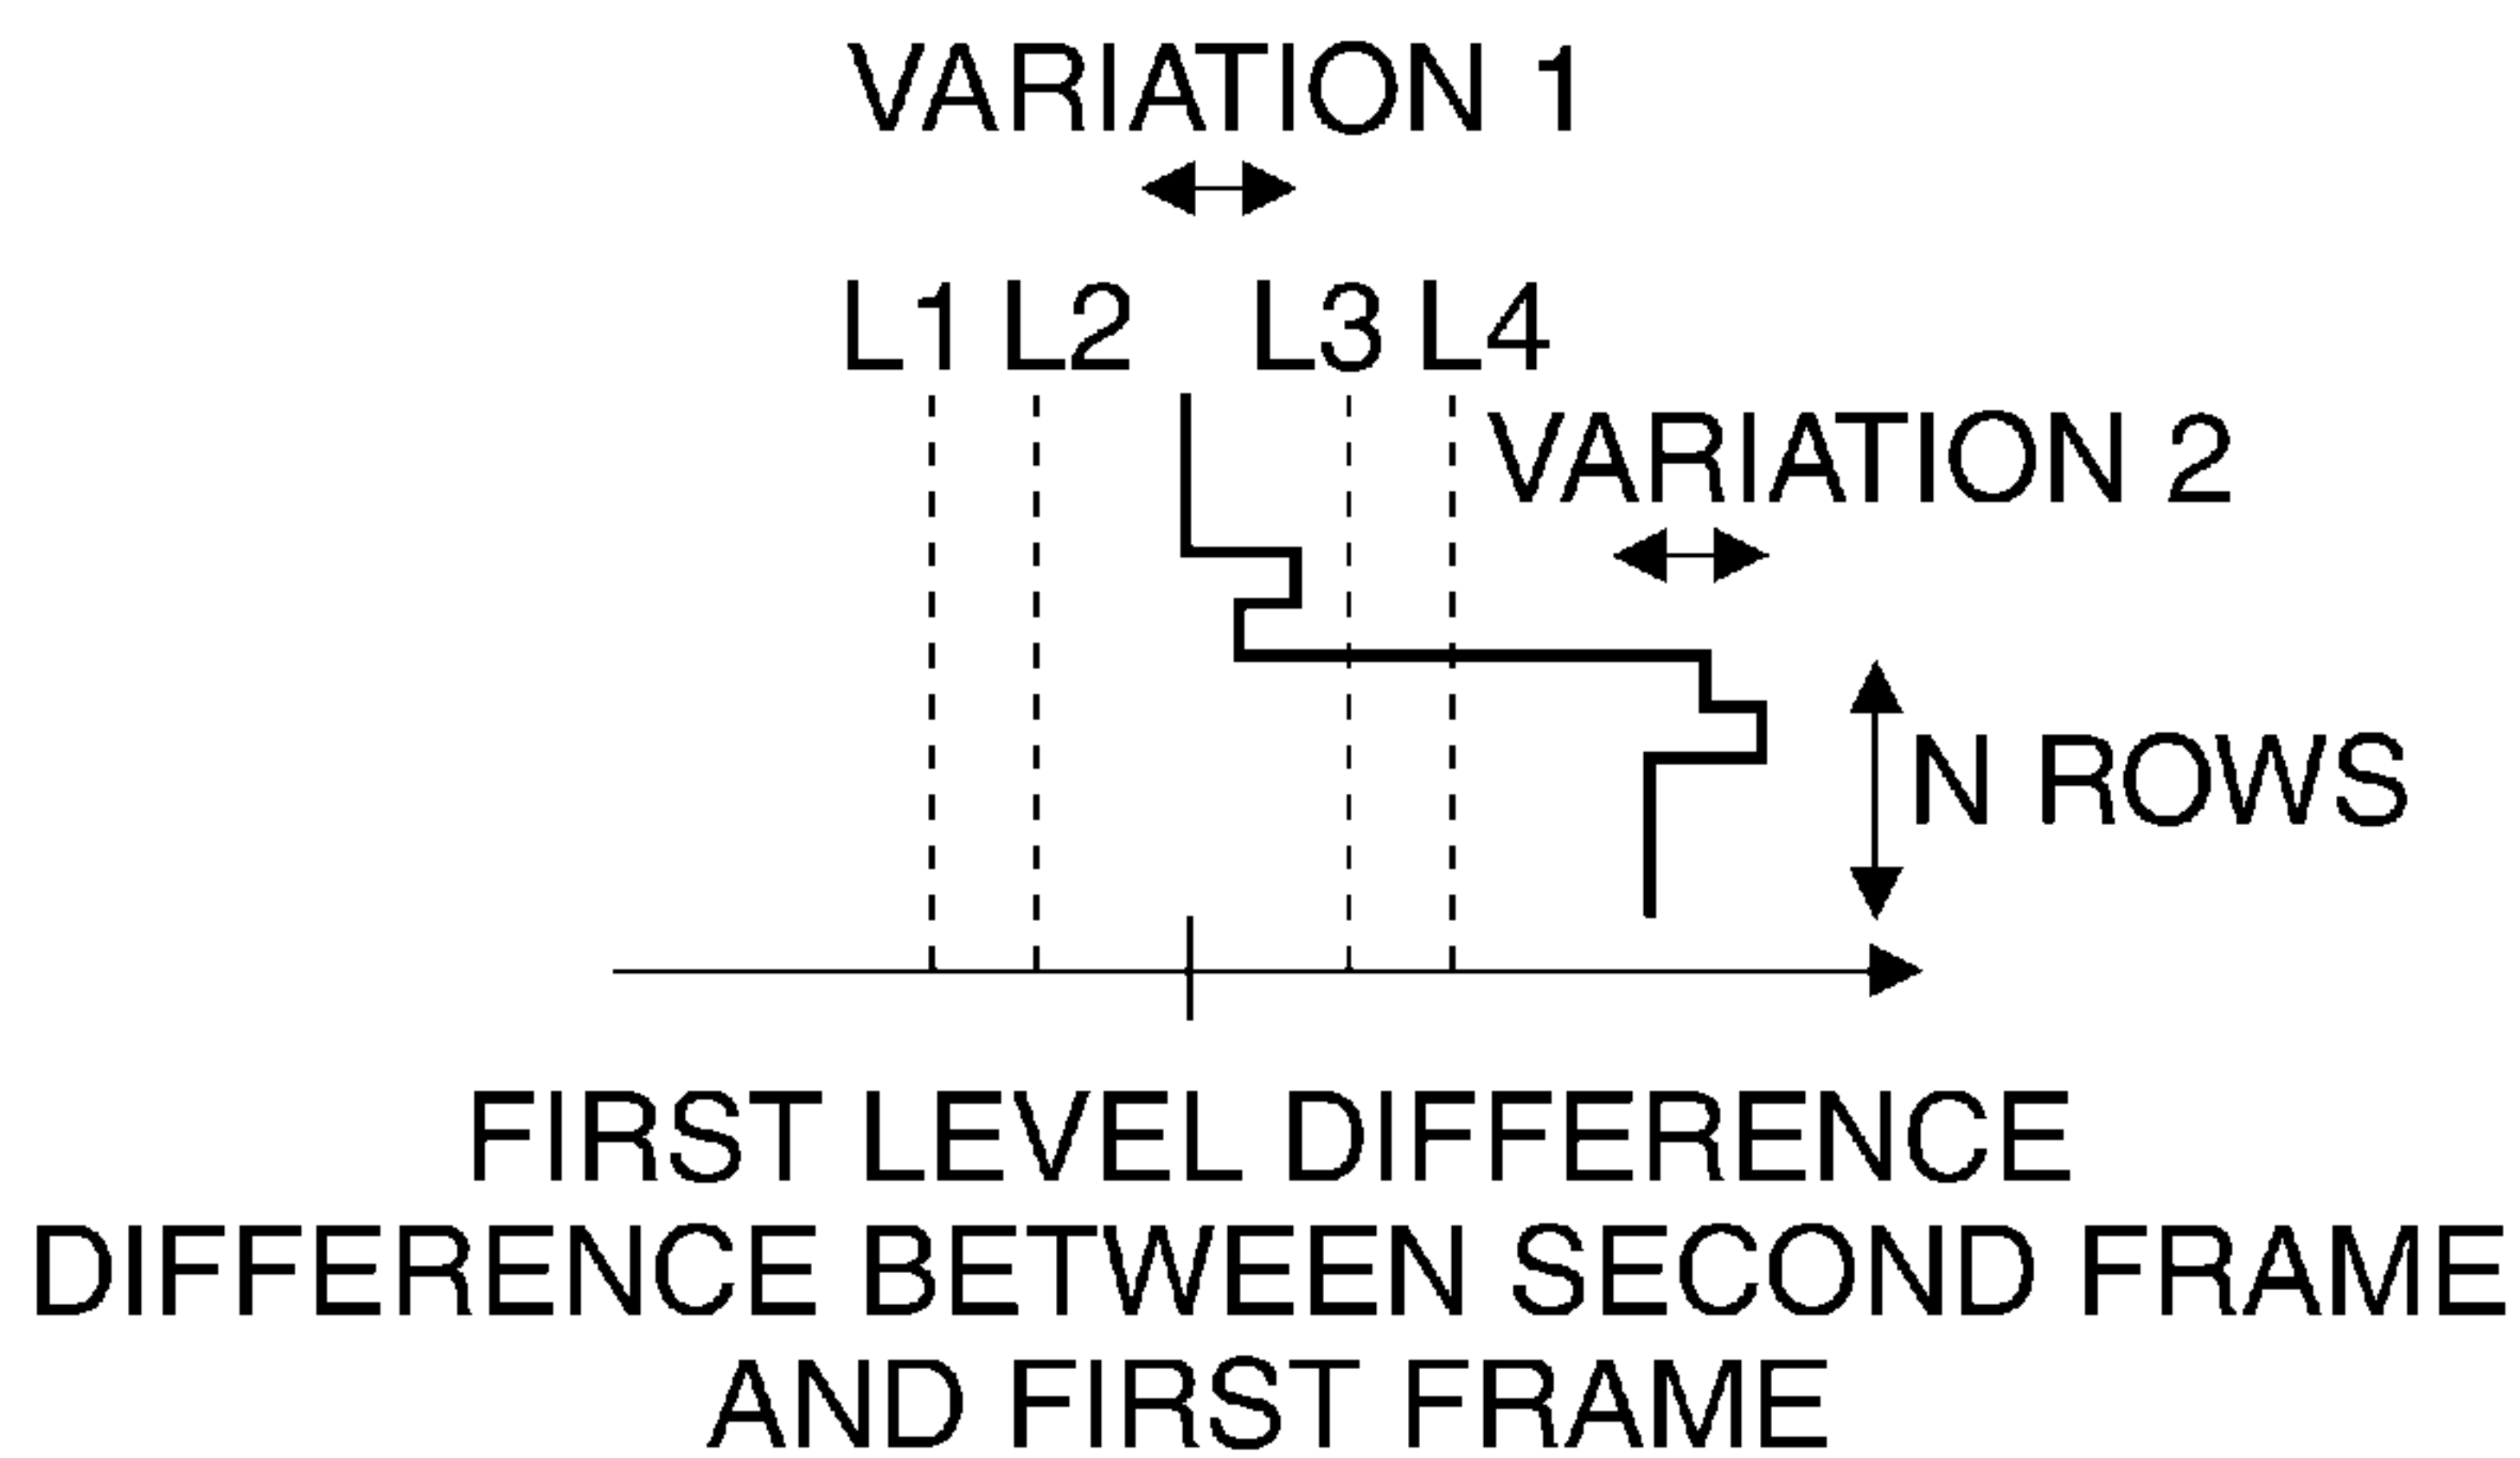 VARIATION 1
L1 L2 L3 L4
VARIATION 2
N ROWS
FIRST LEVEL DIFFERENCE
DIFFERENCE BETWEEN SECOND FRAME
AND FIRST FRAME